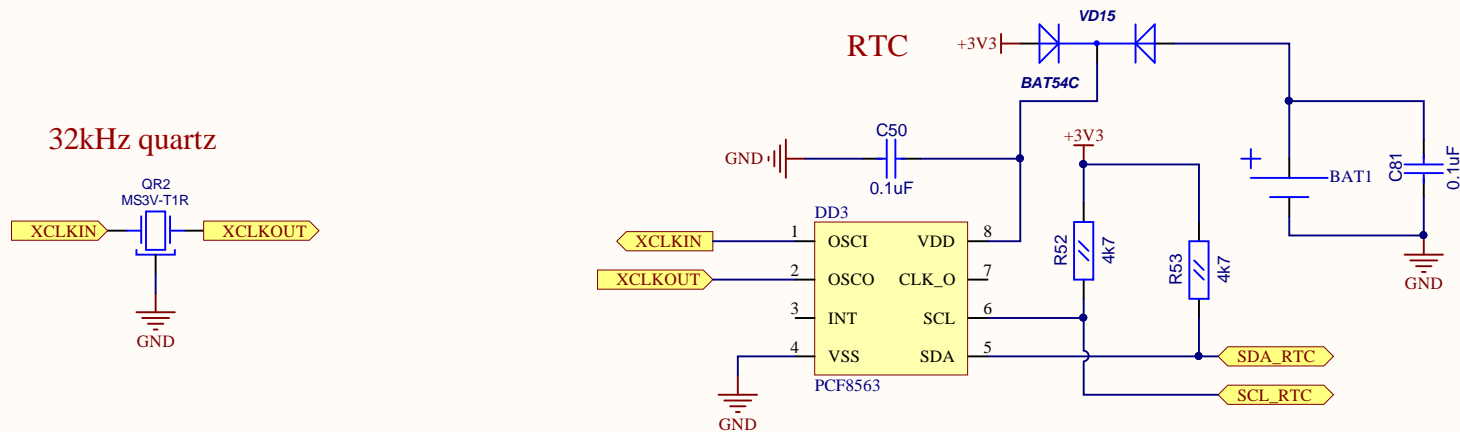 32kHz quartz
QR2
MS3V-T1R
XCLKIN
XCLKOUT
GND
RTC
VD15
+3V3
BAT54C
C50
GND
0.1uF
+3V3
BAT1
C81
0.1uF
GND
R52
4k7
R53
4k7
DD3
XCLKIN
1
OSCI
VDD
8
XCLKOUT
2
OSCO
CLK_O
7
3
INT
SCL
6
4
VSS
SDA
5
SDA_RTC
PCF8563
SCL_RTC
GND